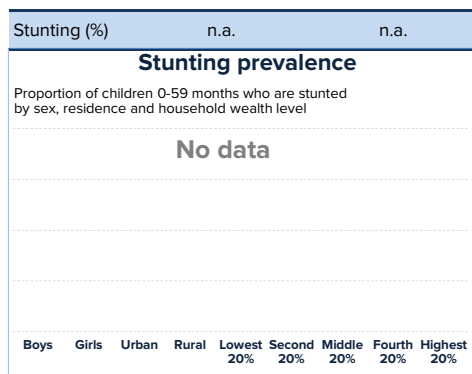 Stunting (%) n.a. n.a.
Stunting prevalence
Proportion of children 0-59 months who are stunted
by sex, residence and household wealth level
No data
Boys Girls Urban Rural Lowest Second Middle Fourth Highest
20% 20% 20% 20% 20%